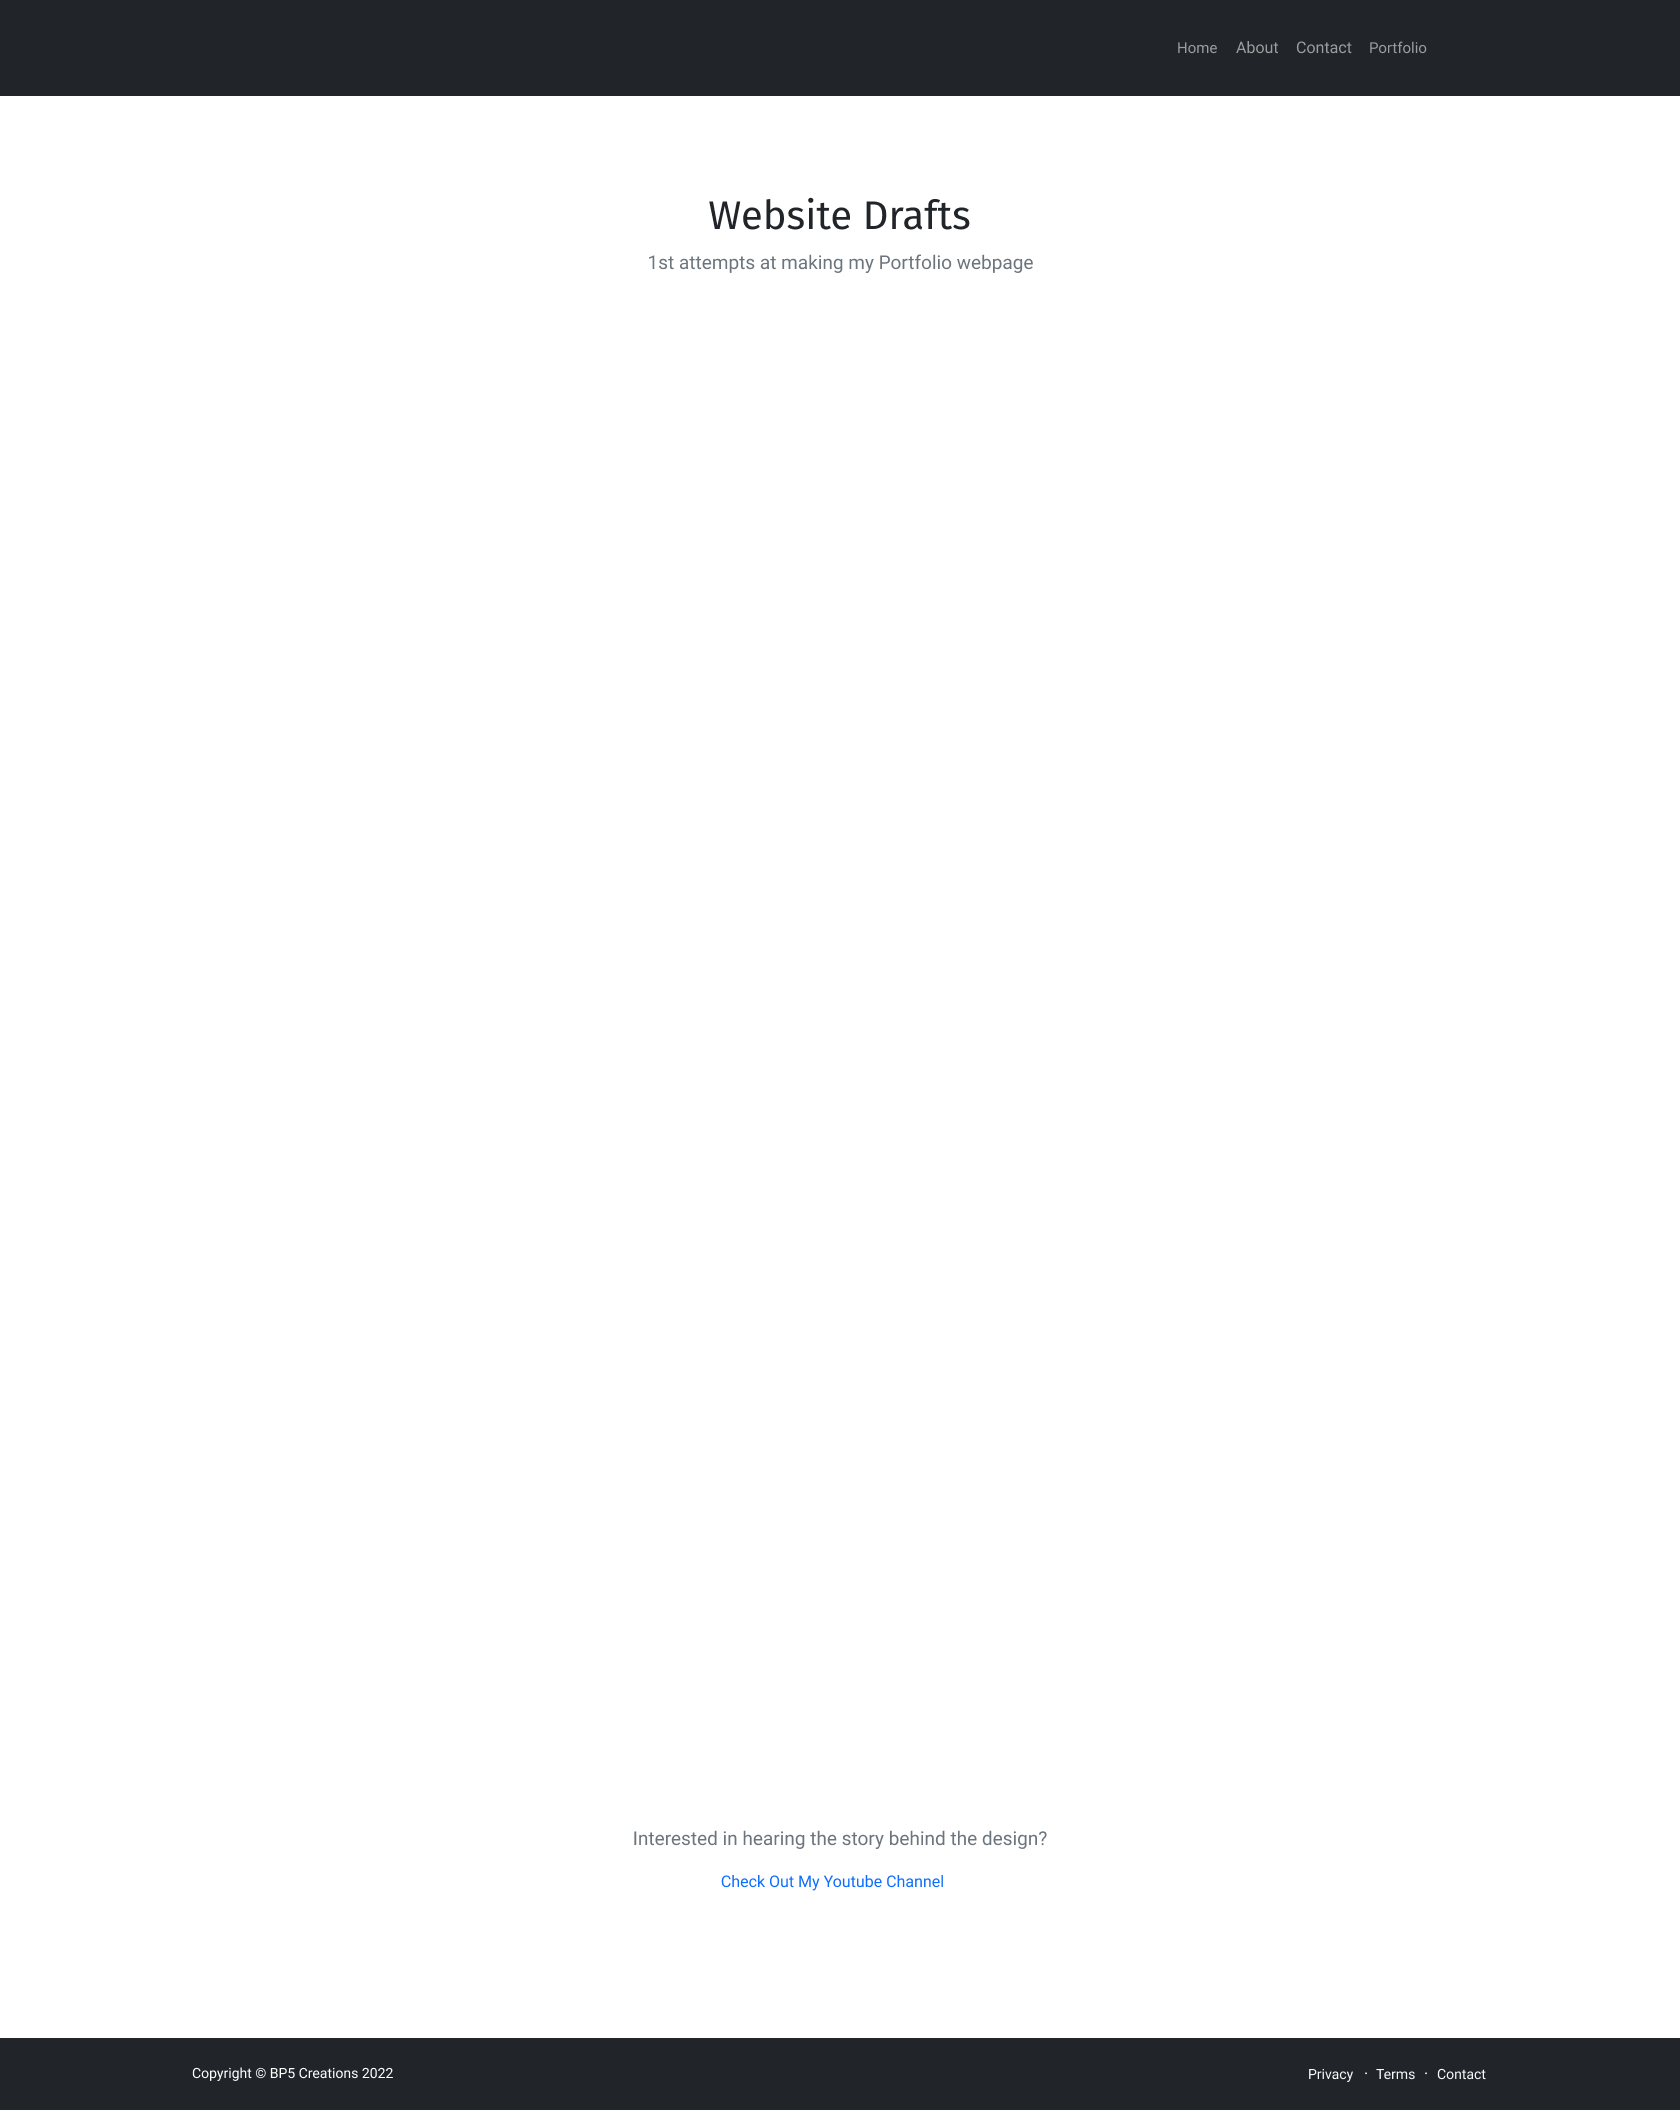 Home About Contact Portfolio
Website Drafts
1st attempts at making my Portfolio webpage
Interested in hearing the story behind the design?
Check Out My Youtube Channel
Copyright © BP5 Creations 2022
Privacy · Terms · Contact